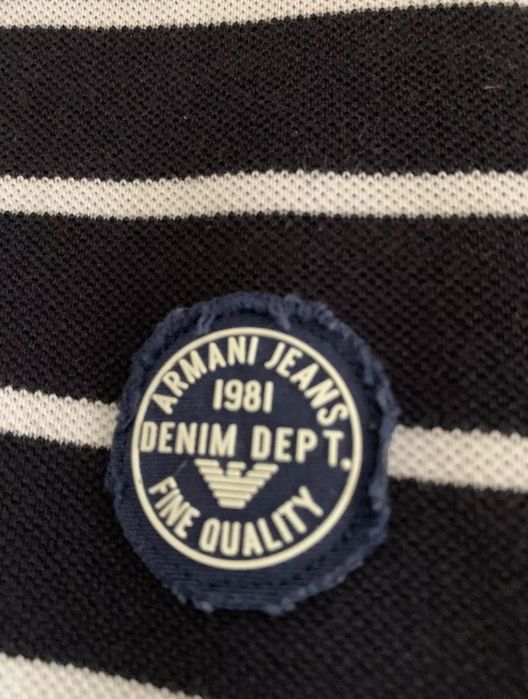 ARMANI JEANS
1981
DENIM DEPT.
FINE QUALITY